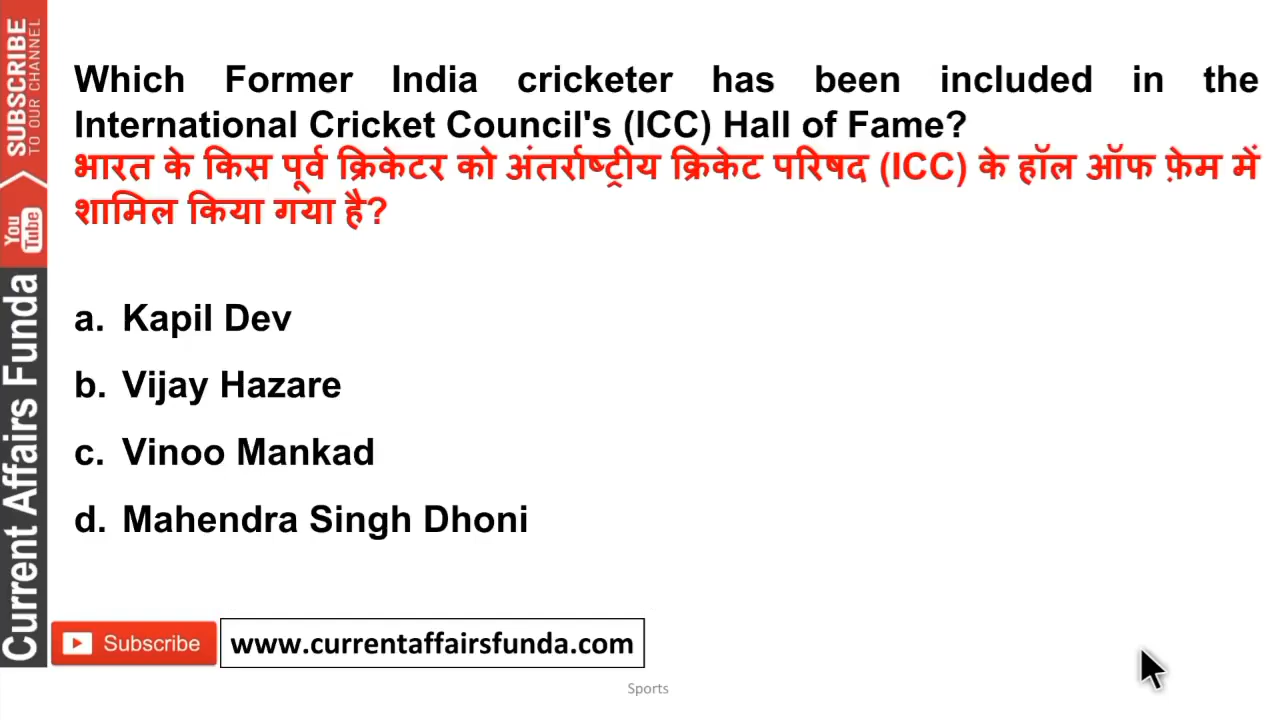 Which Former India cricketer has been included in the
International Cricket Council's (ICC) Hall of Fame?
भारत के किस पूर्व क्रिकेटर को अंतर्राष्ट्रीय क्रिकेट परिषद (ICC) के हॉल ऑफ फ़ेम में
शामिल किया गया है?
a. Kapil Dev
b. Vijay Hazare
c. Vinoo Mankad
d. Mahendra Singh Dhoni
SUBSCRIBE
TO OUR CHANNEL
You
Tube
Current Affairs Funda
Subscribe
www.currentaffairsfunda.com
Sports